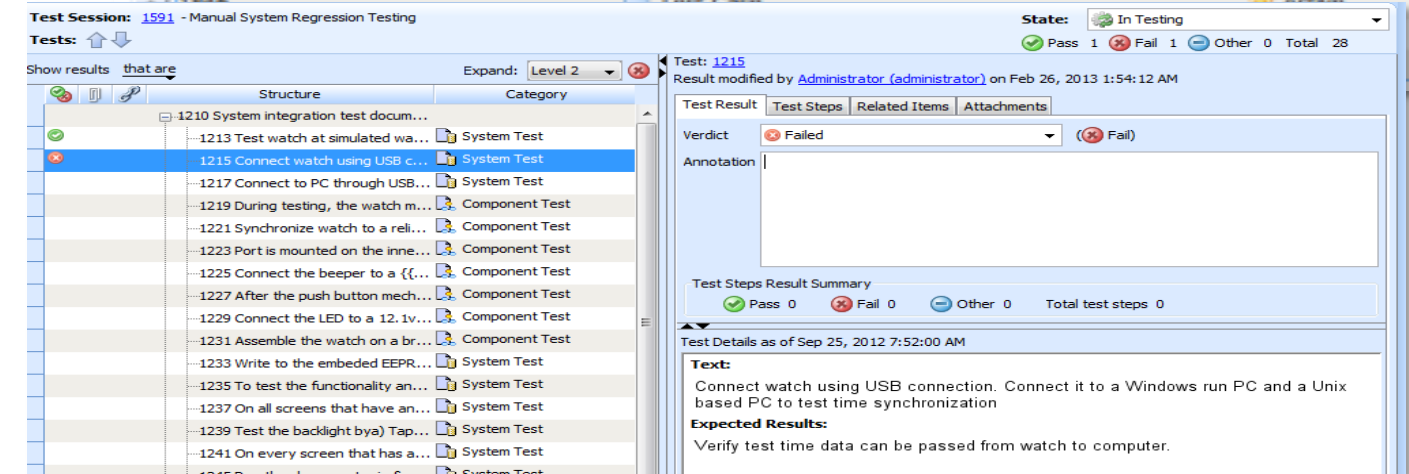 Test Session: 1591 - Manual System Regression Testing
State: In Testing
Tests:
Pass 1 Fail 1 Other 0 Total 28
Show results that are
Expand: Level 2
Structure Category
1210 System integration test docum...
1213 Test watch at simulated wa... System Test
1215 Connect watch using USB c... System Test
1217 Connect to PC through USB... System Test
1219 During testing, the watch m... Component Test
1221 Synchronize watch to a reli... Component Test
1223 Port is mounted on the inne... Component Test
1225 Connect the beeper to a {{... Component Test
1227 After the push button mech... Component Test
1229 Connect the LED to a 12.1v... Component Test
1231 Assemble the watch on a br... Component Test
1233 Write to the embeded EEPR... System Test
1235 To test the functionality an... System Test
1237 On all screens that have an... System Test
1239 Test the backlight bya) Tap... System Test
1241 On every screen that has a... System Test
System Test
Test: 1215
Result modified by Administrator (administrator) on Feb 26, 2013 1:54:12 AM
Test Result Test Steps Related Items Attachments
Verdict Failed (Fail)
Annotation
Test Steps Result Summary
Pass 0 Fail 0 Other 0 Total test steps 0
Test Details as of Sep 25, 2012 7:52:00 AM
Text:
Connect watch using USB connection. Connect it to a Windows run PC and a Unix
based PC to test time synchronization
Expected Results:
Verify test time data can be passed from watch to computer.